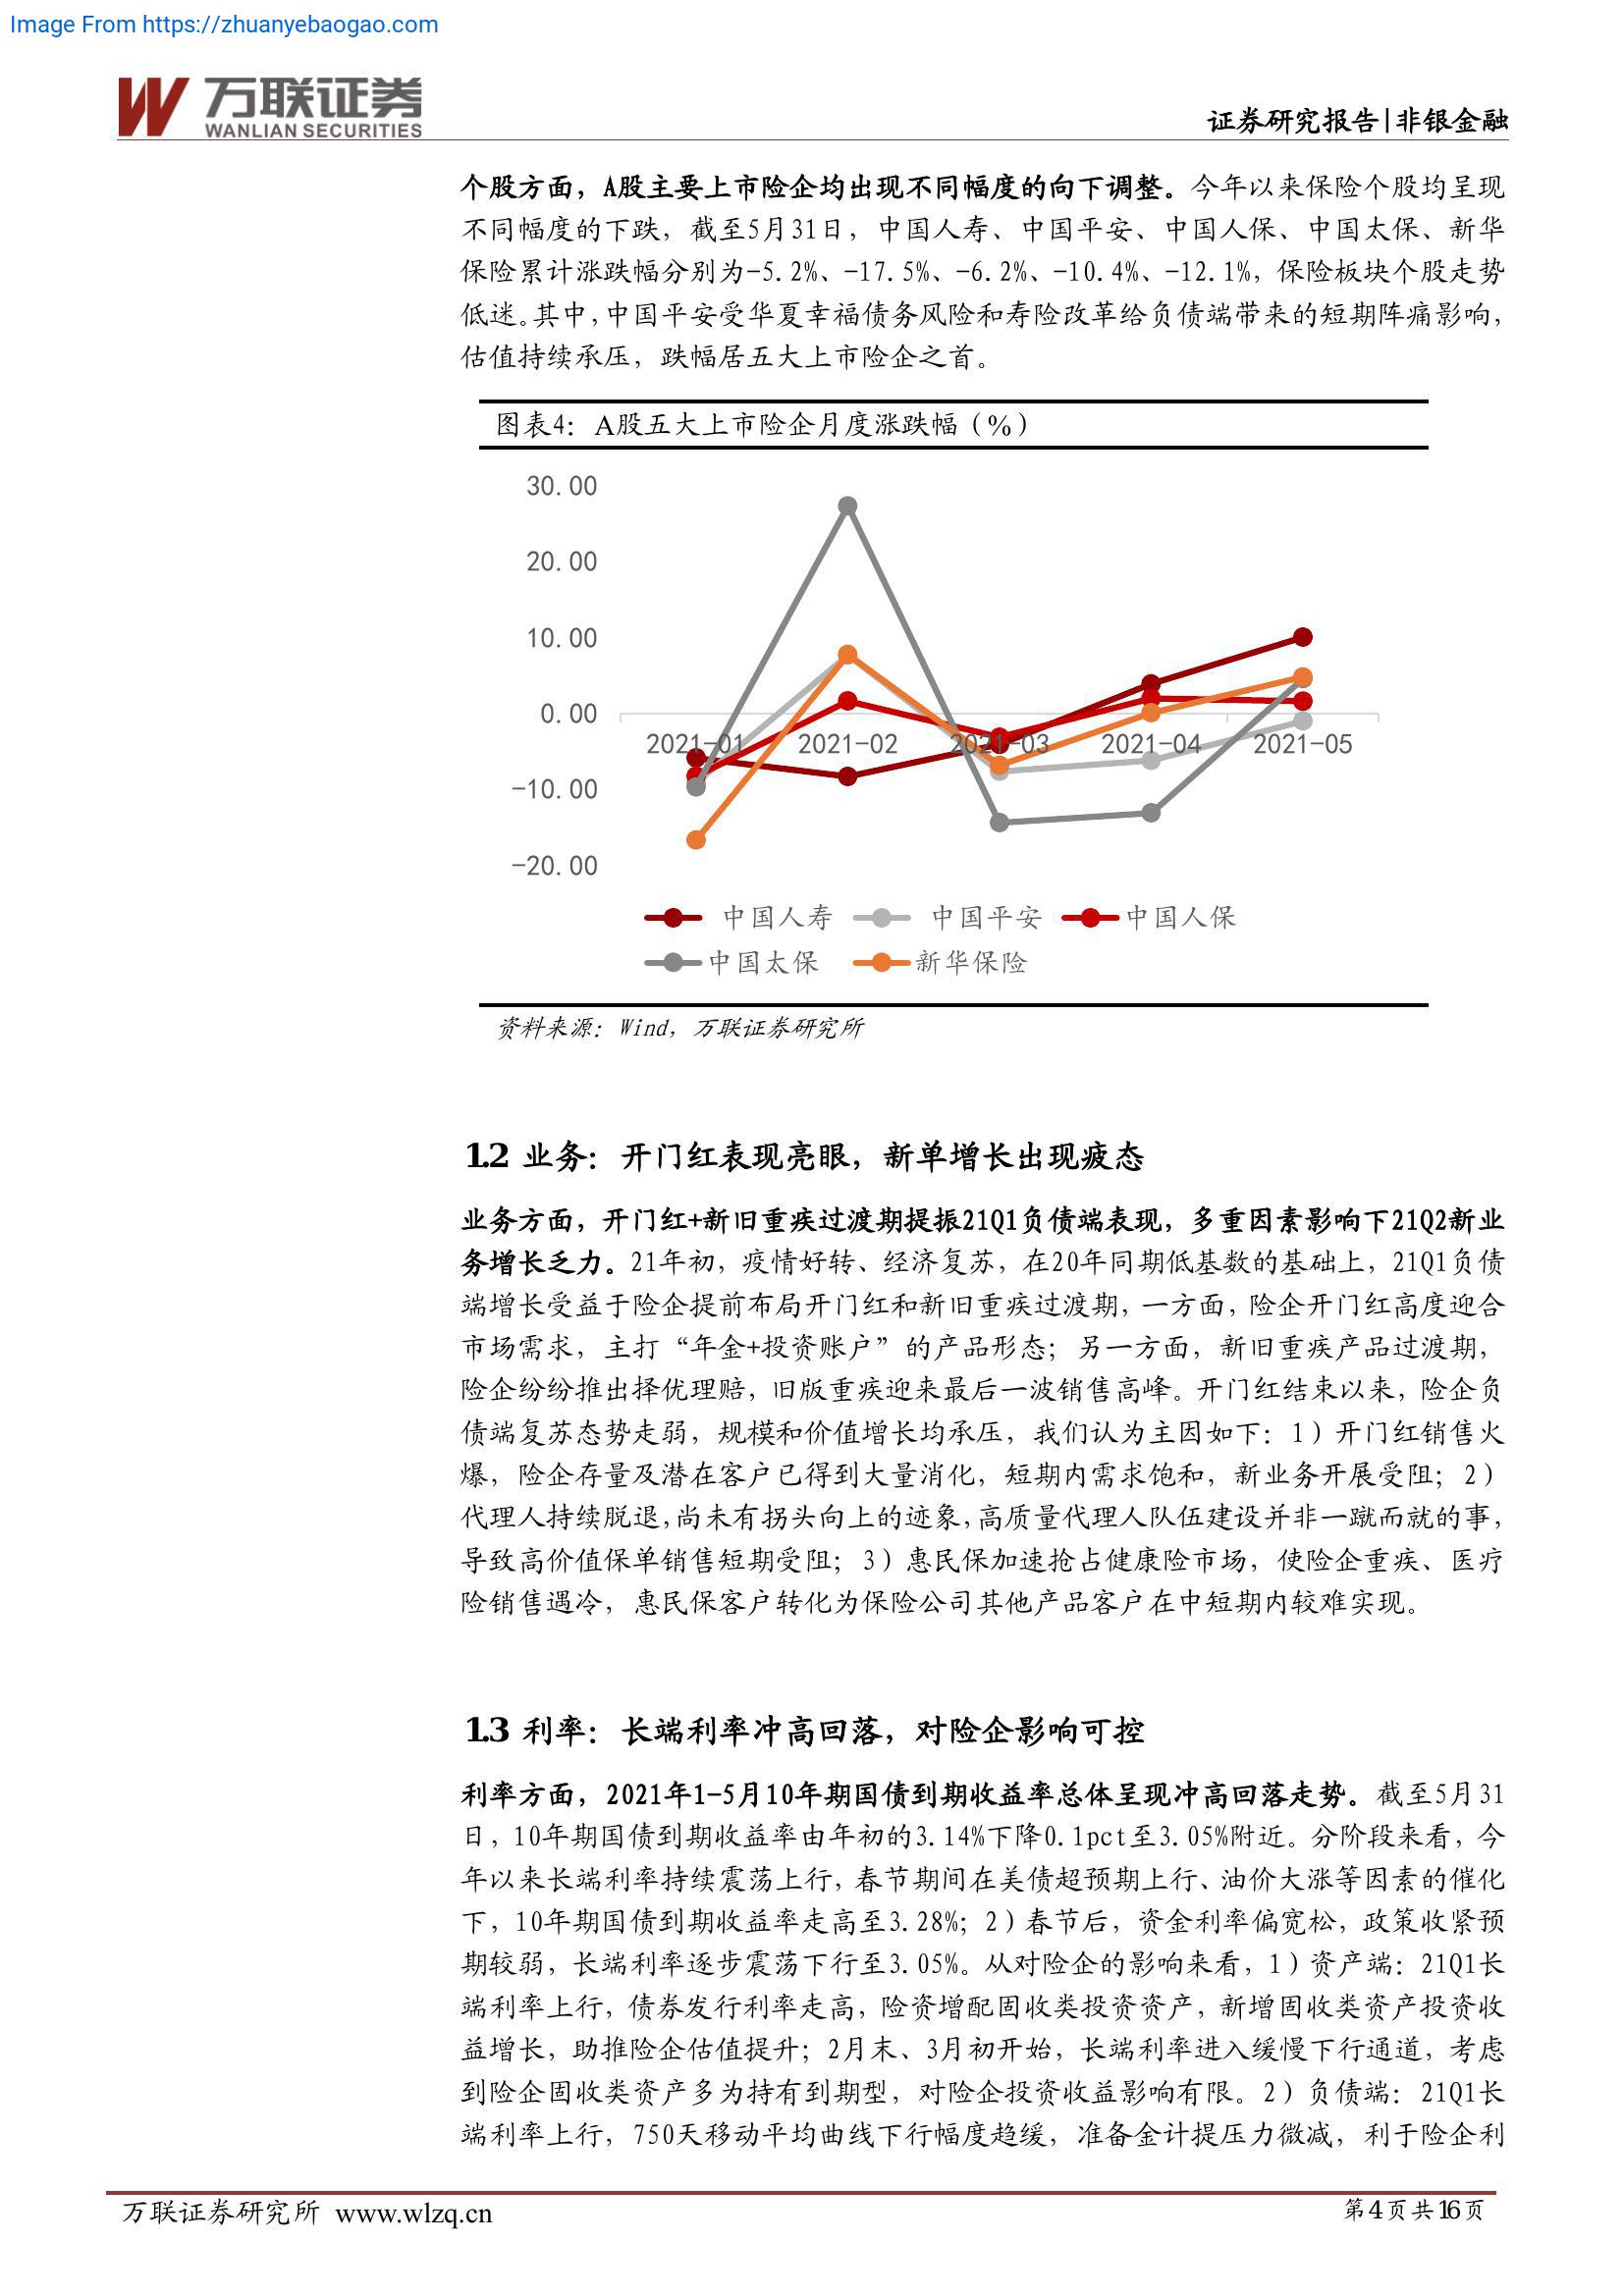 Image From https://zhuanyebaogao.com
万联证券
WANLIAN SECURITIES
证券研究报告|非银金融
个股方面，A股主要上市险企均出现不同幅度的向下调整。今年以来保险个股均呈现
不同幅度的下跌，截至5月31日，中国人寿、中国平安、中国人保、中国太保、新华
保险累计涨跌幅分别为-5.2%、-17.5%、-6.2%、-10.4%、-12.1%，保险板块个股走势
低迷。其中，中国平安受华夏幸福债务风险和寿险改革给负债端带来的短期阵痛影响，
估值持续承压，跌幅居五大上市险企之首。
图表4：A股五大上市险企月度涨跌幅（%）
30.00
20.00
10.00
0.00
2021-01 2021-02 2021-03 2021-04 2021-05
-10.00
-20.00
中国人寿 中国平安 中国人保
中国太保 新华保险
资料来源：Wind，万联证券研究所
1.2 业务：开门红表现亮眼，新单增长出现疲态
业务方面，开门红+新旧重疾过渡期提振21Q1负债端表现，多重因素影响下21Q2新业
务增长乏力。21年初，疫情好转、经济复苏，在20年同期低基数的基础上，21Q1负债
端增长受益于险企提前布局开门红和新旧重疾过渡期，一方面，险企开门红高度迎合
市场需求，主打“年金+投资账户”的产品形态；另一方面，新旧重疾产品过渡期，
险企纷纷推出择优理赔，旧版重疾迎来最后一波销售高峰。开门红结束以来，险企负
债端复苏态势走弱，规模和价值增长均承压，我们认为主因如下：1）开门红销售火
爆，险企存量及潜在客户已得到大量消化，短期内需求饱和，新业务开展受阻；2）
代理人持续脱退，尚未有拐头向上的迹象，高质量代理人队伍建设并非一蹴而就的事，
导致高价值保单销售短期受阻；3）惠民保加速抢占健康险市场，使险企重疾、医疗
险销售遇冷，惠民保客户转化为保险公司其他产品客户在中短期内较难实现。
1.3 利率：长端利率冲高回落，对险企影响可控
利率方面，2021年1-5月10年期国债到期收益率总体呈现冲高回落走势。截至5月31
日，10年期国债到期收益率由年初的3.14%下降0.1pct至3.05%附近。分阶段来看，今
年以来长端利率持续震荡上行，春节期间在美债超预期上行、油价大涨等因素的催化
下，10年期国债到期收益率走高至3.28%；2）春节后，资金利率偏宽松，政策收紧预
期较弱，长端利率逐步震荡下行至3.05%。从对险企的影响来看，1）资产端：21Q1长
端利率上行，债券发行利率走高，险资增配固收类投资资产，新增固收类资产投资收
益增长，助推险企估值提升；2月末、3月初开始，长端利率进入缓慢下行通道，考虑
到险企固收类资产多为持有到期型，对险企投资收益影响有限。2）负债端：21Q1长
端利率上行，750天移动平均曲线下行幅度趋缓，准备金计提压力微减，利于险企利
万联证券研究所 www.wlzq.cn
第4页共16页